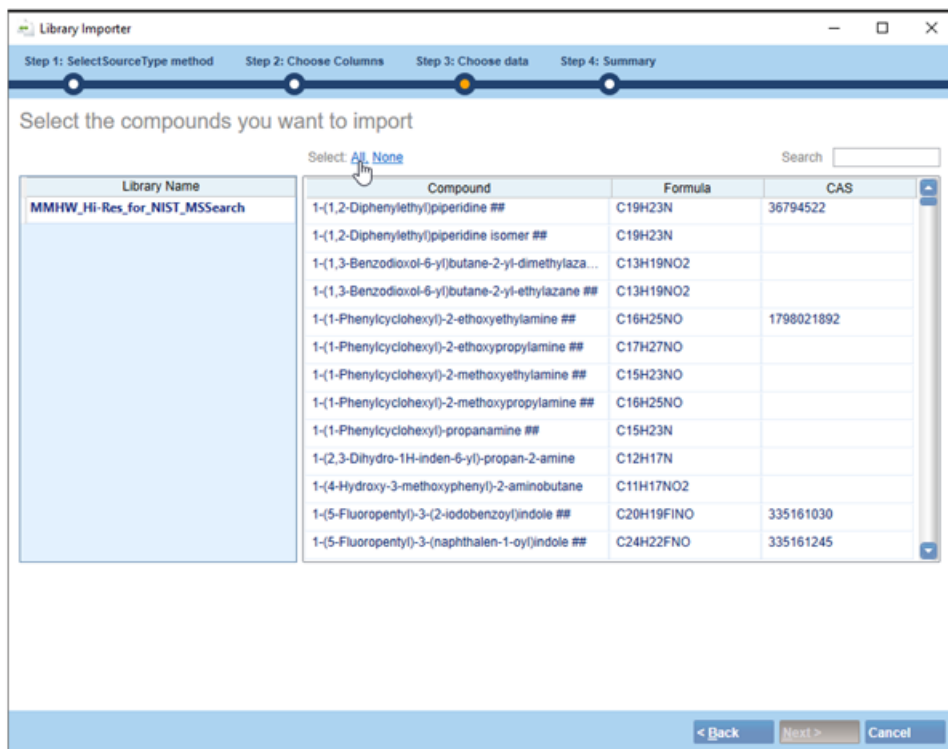 Library Importer
Step 1: SelectSourceType method Step 2: Choose Columns Step 3: Choose data Step 4: Summary
Select the compounds you want to import
Select: All, None Search
Library Name
MMHW_Hi-Res_for_NIST_MSSearch
Compound Formula CAS
1-(1,2-Diphenylethyl)piperidine ## C19H23N 36794522
1-(1,2-Diphenylethyl)piperidine isomer ## C19H23N
1-(1,3-Benzodioxol-6-yl)butane-2-yl-dimethylaza... C13H19NO2
1-(1,3-Benzodioxol-6-yl)butane-2-yl-ethylazane ## C13H19NO2
1-(1-Phenylcyclohexyl)-2-ethoxyethylamine ## C16H25NO 1798021892
1-(1-Phenylcyclohexyl)-2-ethoxypropylamine ## C17H27NO
1-(1-Phenylcyclohexyl)-2-methoxyethylamine ## C15H23NO
1-(1-Phenylcyclohexyl)-2-methoxypropylamine ## C16H25NO
1-(1-Phenylcyclohexyl)-propanamine ## C15H23N
1-(2,3-Dihydro-1H-inden-6-yl)-propan-2-amine C12H17N
1-(4-Hydroxy-3-methoxyphenyl)-2-aminobutane C11H17NO2
1-(5-Fluoropentyl)-3-(2-iodobenzoyl)indole ## C20H19FINO 335161030
1-(5-Fluoropentyl)-3-(naphthalen-1-oyl)indole ## C24H22FNO 335161245
< Back Next > Cancel